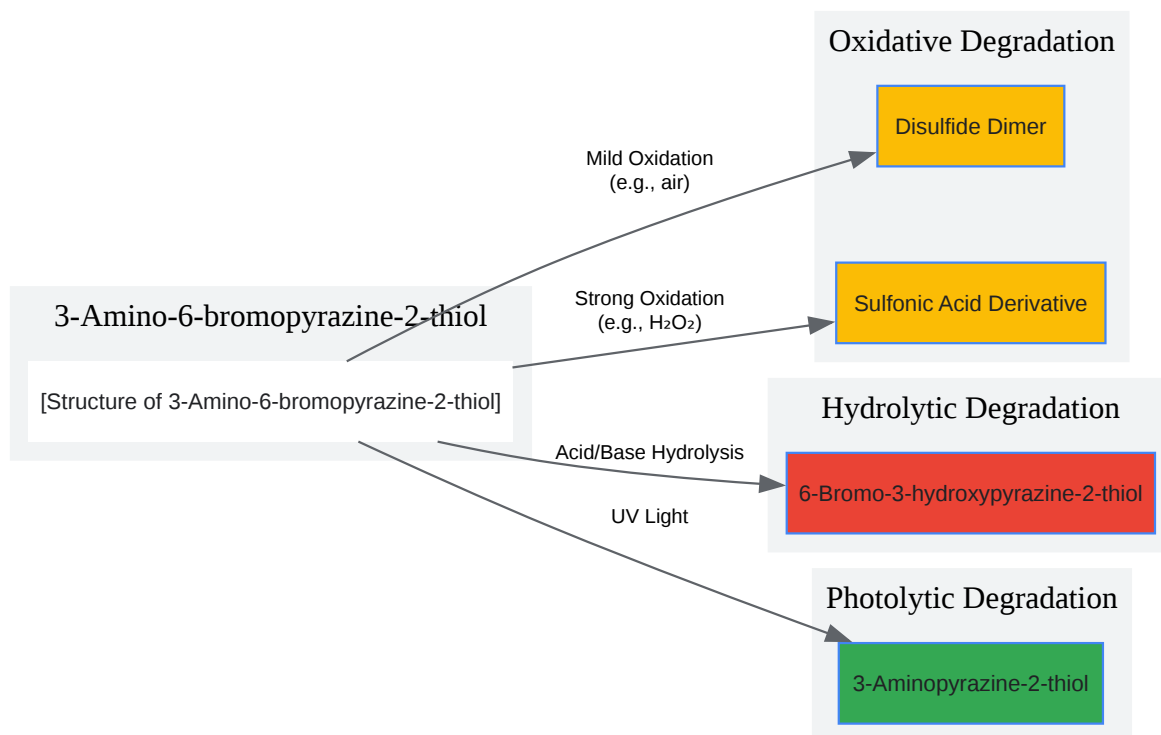 3-Amino-6-bromopyrazine-2-thiol
[Structure of 3-Amino-6-bromopyrazine-2-thiol]
Mild Oxidation
(e.g., air)
Strong Oxidation
(e.g., H₂O₂)
Acid/Base Hydrolysis
UV Light
Oxidative Degradation
Disulfide Dimer
Sulfonic Acid Derivative
Hydrolytic Degradation
6-Bromo-3-hydroxypyrazine-2-thiol
Photolytic Degradation
3-Aminopyrazine-2-thiol